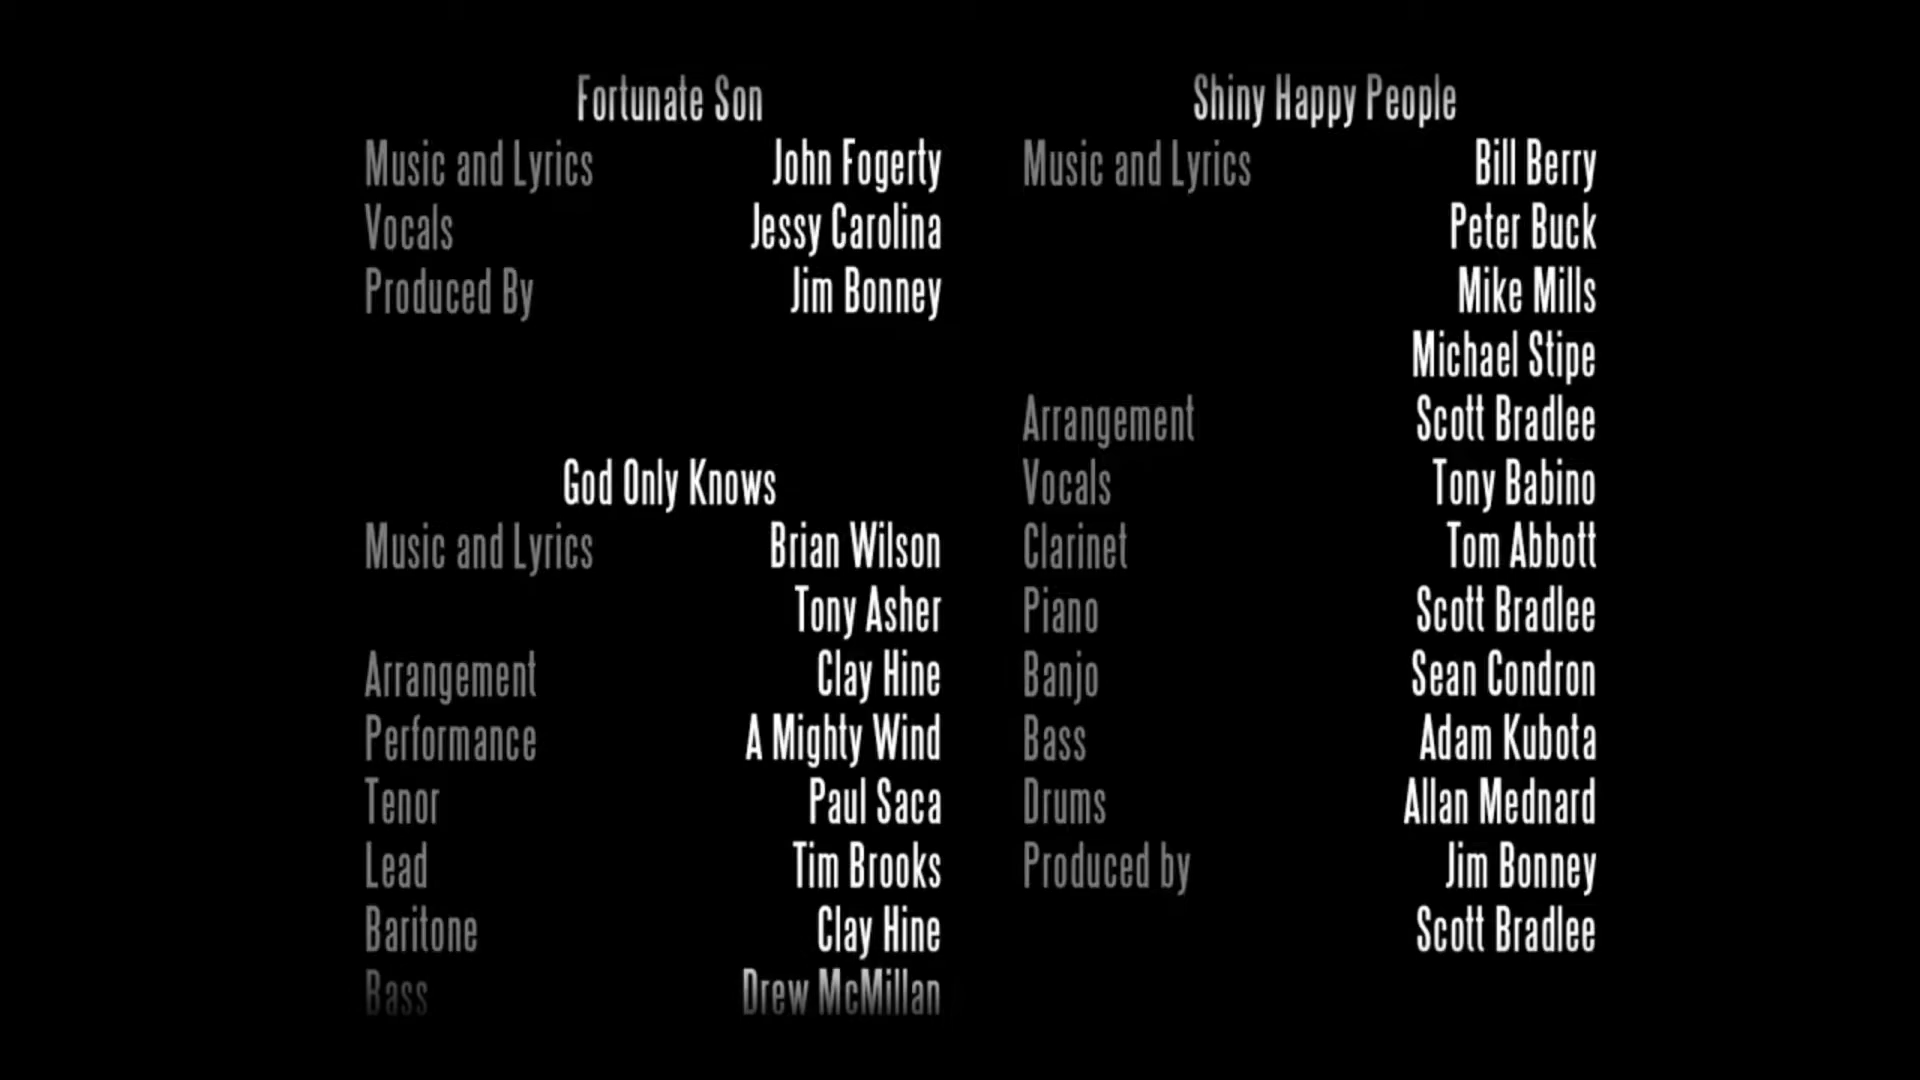 Fortunate Son
Music and Lyrics John Fogerty
Vocals Jessy Carolina
Produced By Jim Bonney
God Only Knows
Music and Lyrics Brian Wilson
Tony Asher
Arrangement Clay Hine
Performance A Mighty Wind
Tenor Paul Saca
Lead Tim Brooks
Baritone Clay Hine
Bass Drew McMillan
Shiny Happy People
Music and Lyrics Bill Berry
Peter Buck
Mike Mills
Michael Stipe
Arrangement Scott Bradlee
Vocals Tony Babino
Clarinet Tom Abbott
Piano Scott Bradlee
Banjo Sean Condron
Bass Adam Kubota
Drums Allan Mednard
Produced by Jim Bonney
Scott Bradlee